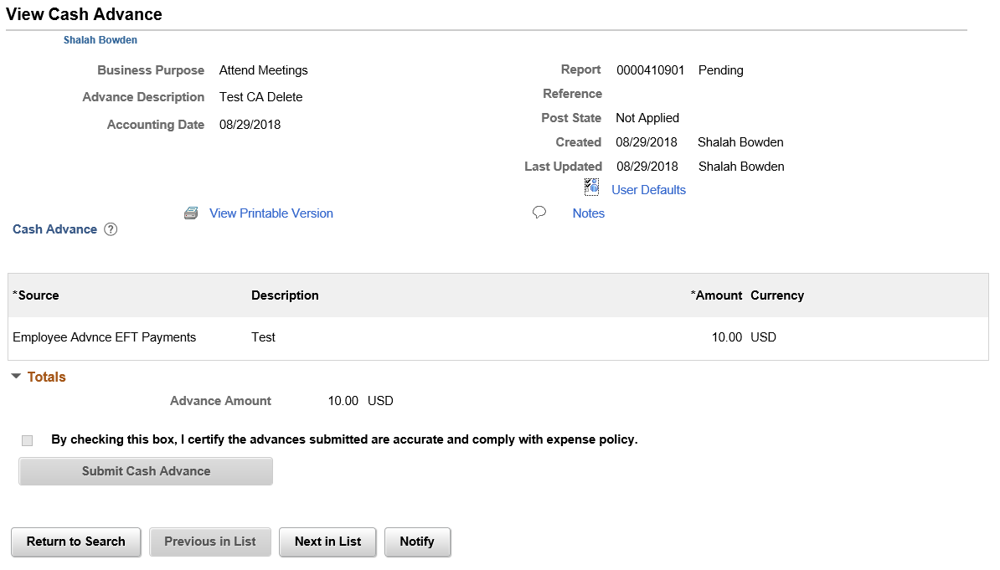 View Cash Advance
Shalah Bowden
Business Purpose Attend Meetings
Report 0000410901 Pending
Advance Description Test CA Delete
Reference
Accounting Date 08/29/2018
Post State Not Applied
Created 08/29/2018 Shalah Bowden
Last Updated 08/29/2018 Shalah Bowden
User Defaults
View Printable Version
Notes
Cash Advance ?
*Source Description *Amount Currency
Employee Advnce EFT Payments Test 10.00 USD
Totals
Advance Amount 10.00 USD
By checking this box, I certify the advances submitted are accurate and comply with expense policy.
Submit Cash Advance
Return to Search Previous in List Next in List Notify